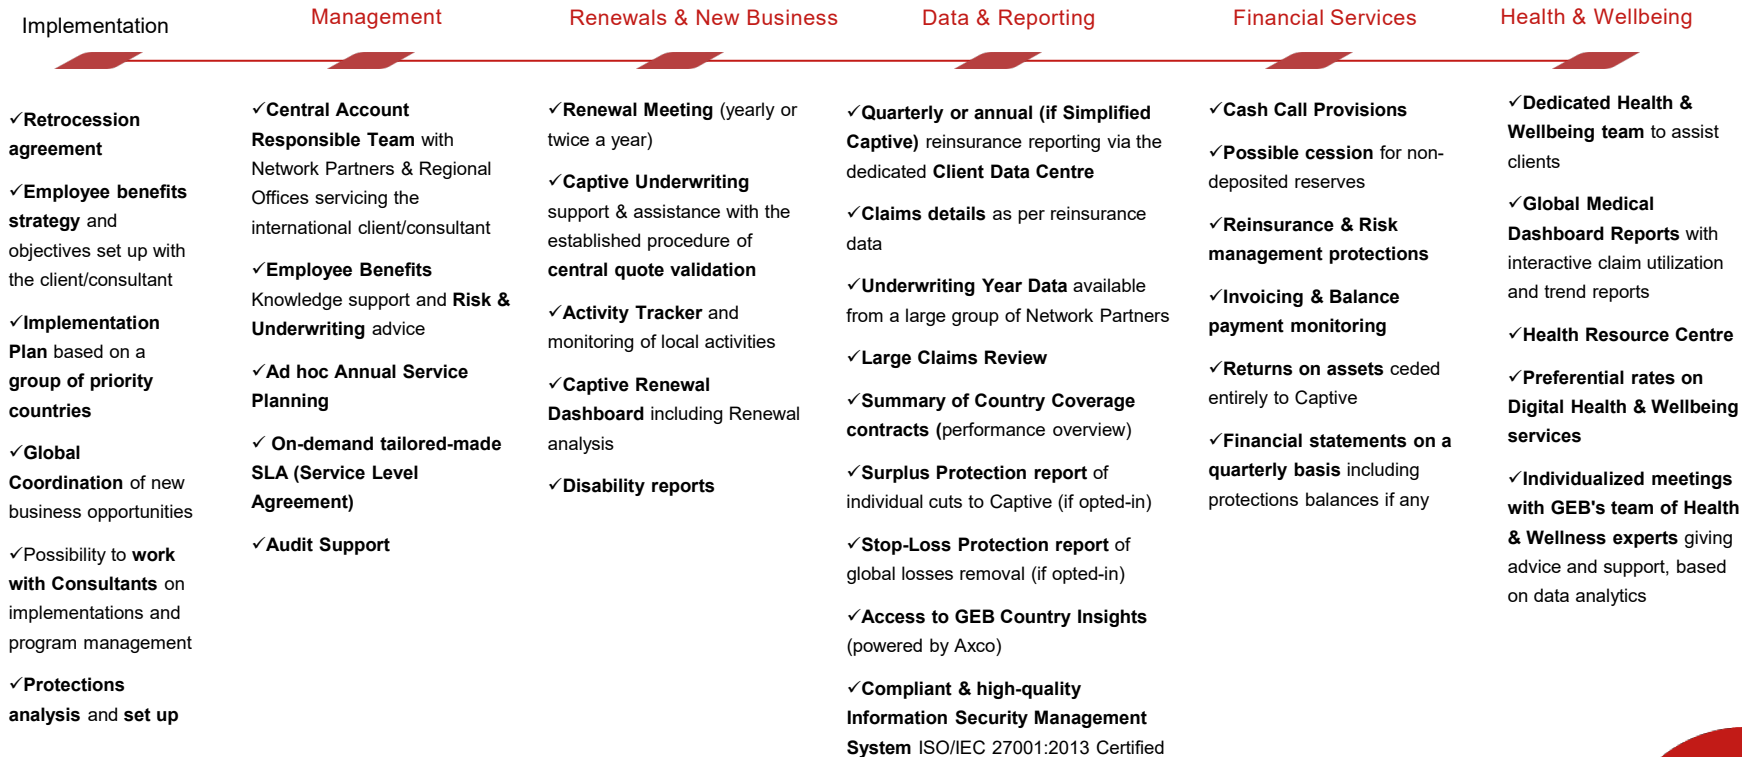 Implementation
Management
Renewals & New Business
Data & Reporting
Financial Services
Health & Wellbeing
✓Retrocession
agreement
✓Employee benefits
strategy and
objectives set up with
the client/consultant
✓Implementation
Plan based on a
group of priority
countries
✓Global
Coordination of new
business opportunities
✓Possibility to work
with Consultants on
implementations and
program management
✓Protections
analysis and set up
✓Central Account
Responsible Team with
Network Partners & Regional
Offices servicing the
international client/consultant
✓Employee Benefits
Knowledge support and Risk &
Underwriting advice
✓Ad hoc Annual Service
Planning
✓ On-demand tailored-made
SLA (Service Level
Agreement)
✓Audit Support
✓Renewal Meeting (yearly or
twice a year)
✓Captive Underwriting
support & assistance with the
established procedure of
central quote validation
✓Activity Tracker and
monitoring of local activities
✓Captive Renewal
Dashboard including Renewal
analysis
✓Disability reports
✓Quarterly or annual (if Simplified
Captive) reinsurance reporting via the
dedicated Client Data Centre
✓Claims details as per reinsurance
data
✓Underwriting Year Data available
from a large group of Network Partners
✓Large Claims Review
✓Summary of Country Coverage
contracts (performance overview)
✓Surplus Protection report of
individual cuts to Captive (if opted-in)
✓Stop-Loss Protection report of
global losses removal (if opted-in)
✓Access to GEB Country Insights
(powered by Axco)
✓Compliant & high-quality
Information Security Management
System ISO/IEC 27001:2013 Certified
✓Cash Call Provisions
✓Possible cession for non-
deposited reserves
✓Reinsurance & Risk
management protections
✓Invoicing & Balance
payment monitoring
✓Returns on assets ceded
entirely to Captive
✓Financial statements on a
quarterly basis including
protections balances if any
✓Dedicated Health &
Wellbeing team to assist
clients
✓Global Medical
Dashboard Reports with
interactive claim utilization
and trend reports
✓Health Resource Centre
✓Preferential rates on
Digital Health & Wellbeing
services
✓Individualized meetings
with GEB's team of Health
& Wellness experts giving
advice and support, based
on data analytics